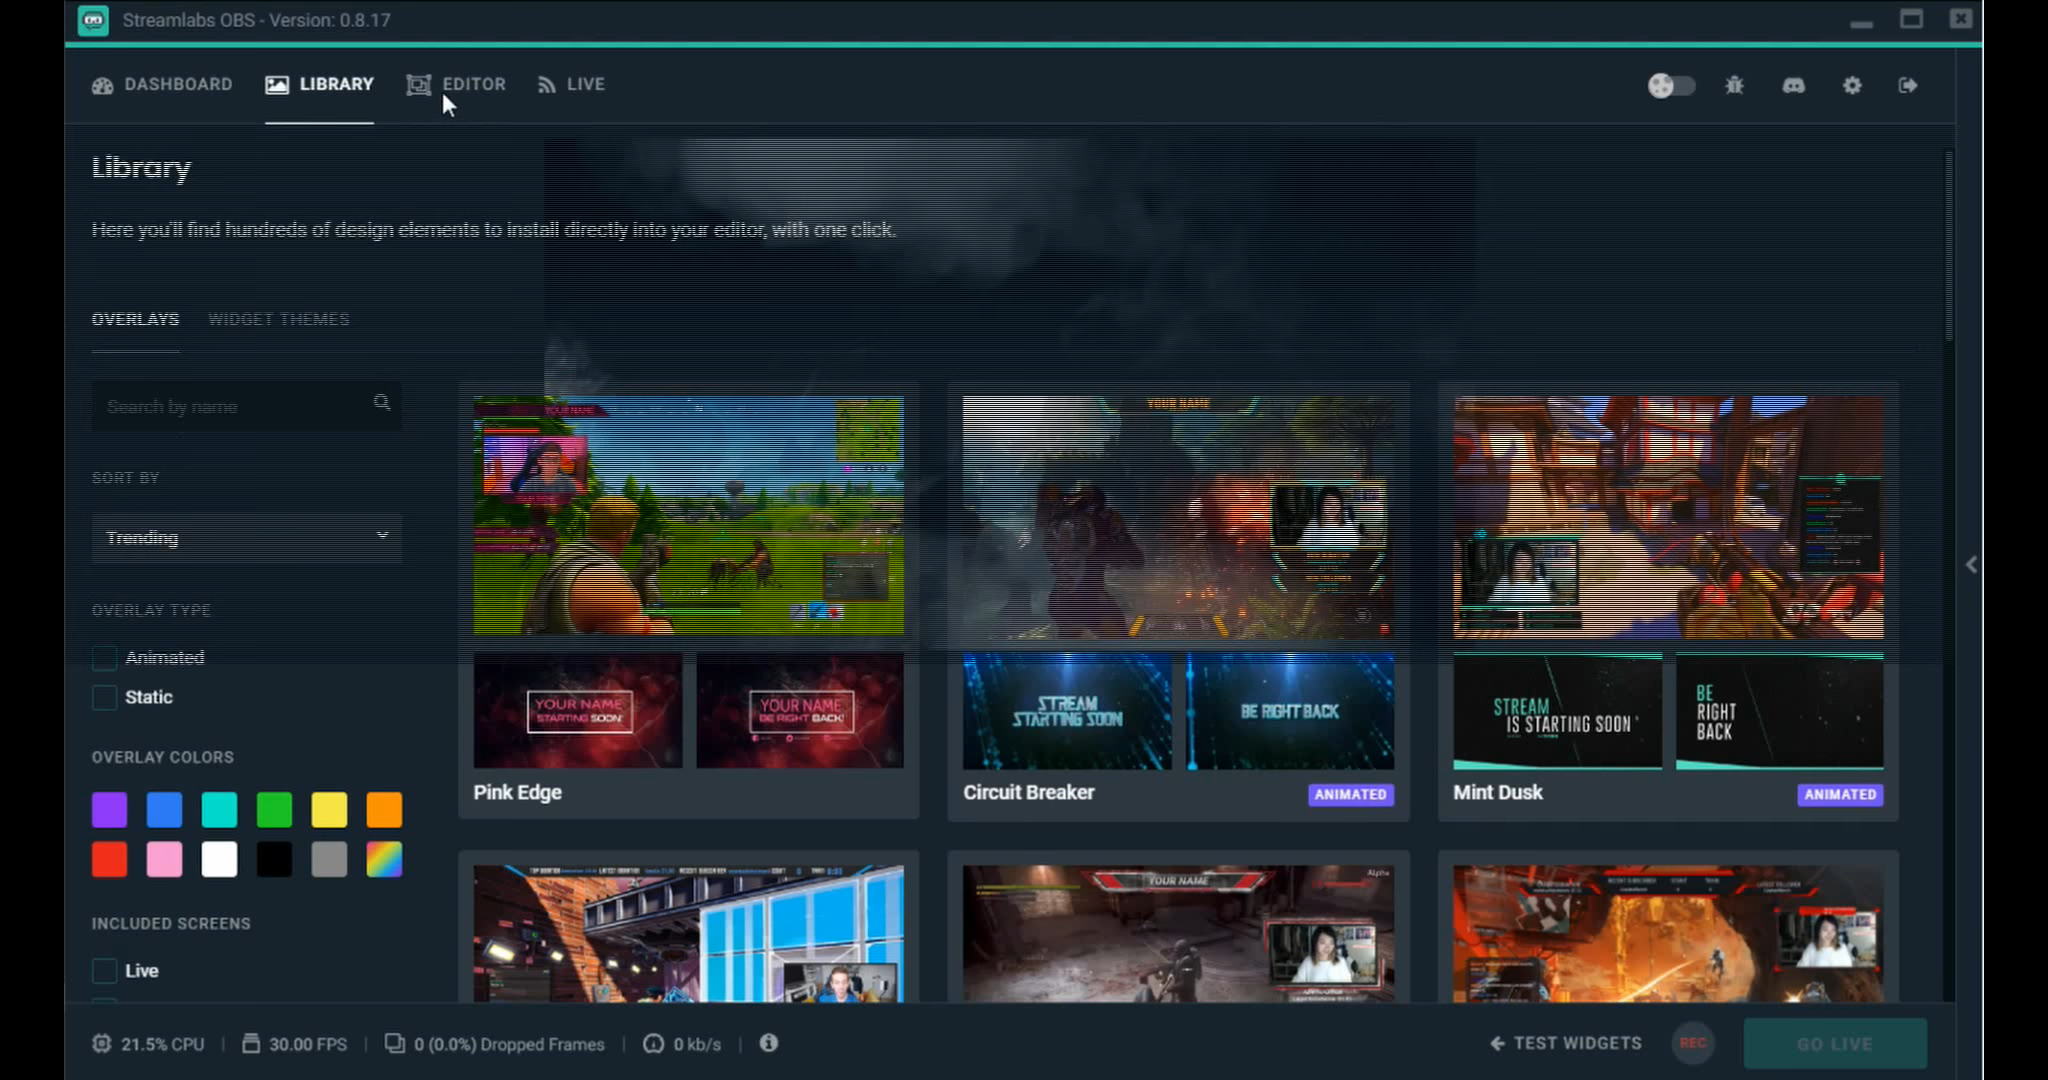 Streamlabs OBS - Version: 0.8.17
DASHBOARD
LIBRARY
EDITOR
LIVE
Library
Here you'll find hundreds of design elements to install directly into your editor, with one click.
OVERLAYS
WIDGET THEMES
Search by name
SORT BY
Trending
OVERLAY TYPE
Animated
Static
OVERLAY COLORS
INCLUDED SCREENS
Live
YOUR NAME
YOUR NAME
STARTING SOON
YOUR NAME
BE RIGHT BACK!
Pink Edge
YOUR NAME
STREAM
STARTING SOON
BE RIGHT BACK
Circuit Breaker
ANIMATED
STREAM
IS STARTING SOON
BE
RIGHT
BACK
Mint Dusk
ANIMATED
YOUR NAME
Alpha
21.5% CPU
30.00 FPS
0 (0.0%) Dropped Frames
0 kb/s
TEST WIDGETS
REC
GO LIVE